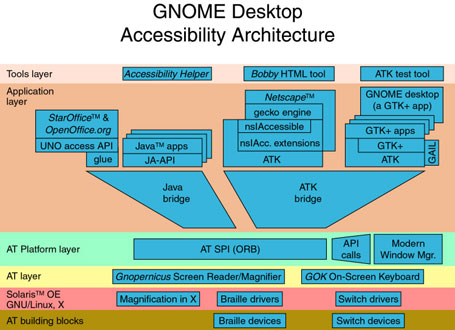 GNOME Desktop
Accessibility Architecture
Tools layer
Accessibility Helper
Bobby HTML tool
ATK test tool
Application
layer
StarOffice™ &
OpenOffice.org
UNO access API
glue
Java™ apps
JA-API
Netscape™
gecko engine
nsIAccessible
nsIAcc. extensions
ATK
GNOME desktop
(a GTK+ app)
GTK+ apps
GTK+
ATK
GAIL
Java
bridge
ATK
bridge
AT Platform layer
AT SPI (ORB)
API
calls
Modern
Window Mgr.
AT layer
Gnopernicus Screen Reader/Magnifier
GOK On-Screen Keyboard
Solaris™ OE
GNU/Linux, X
Magnification in X
Braille drivers
Switch drivers
AT building blocks
Braille devices
Switch devices